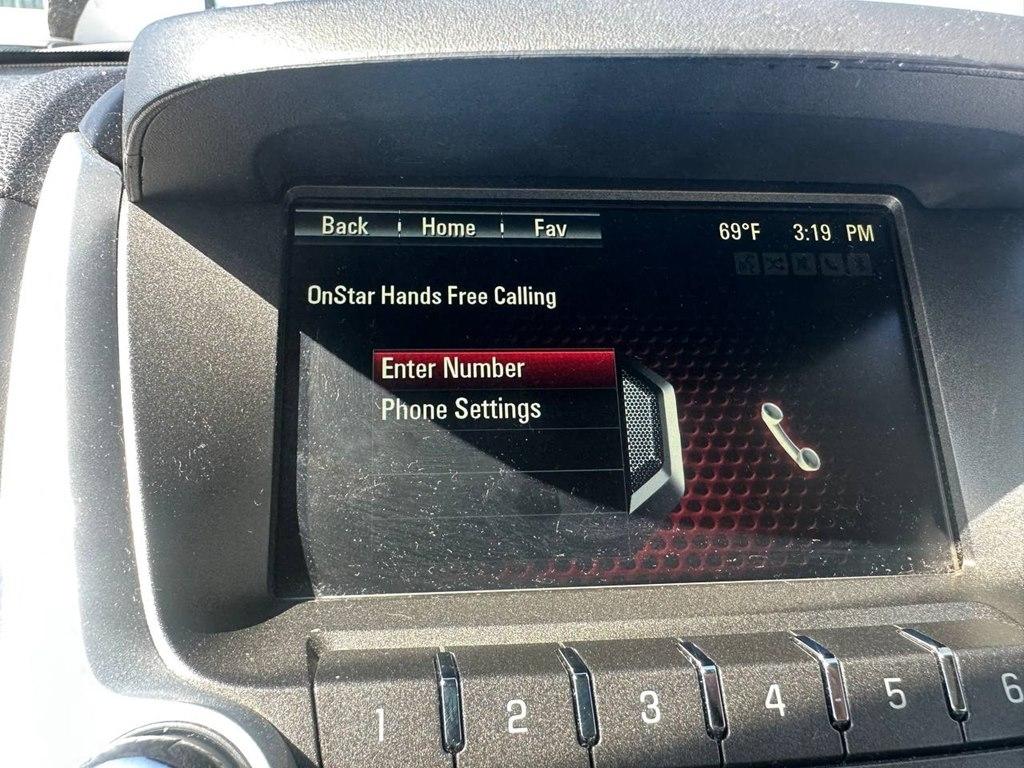 Back Home Fav 69°F 3:19 PM
OnStar Hands Free Calling
Enter Number
Phone Settings
1 2 3 4 5 6